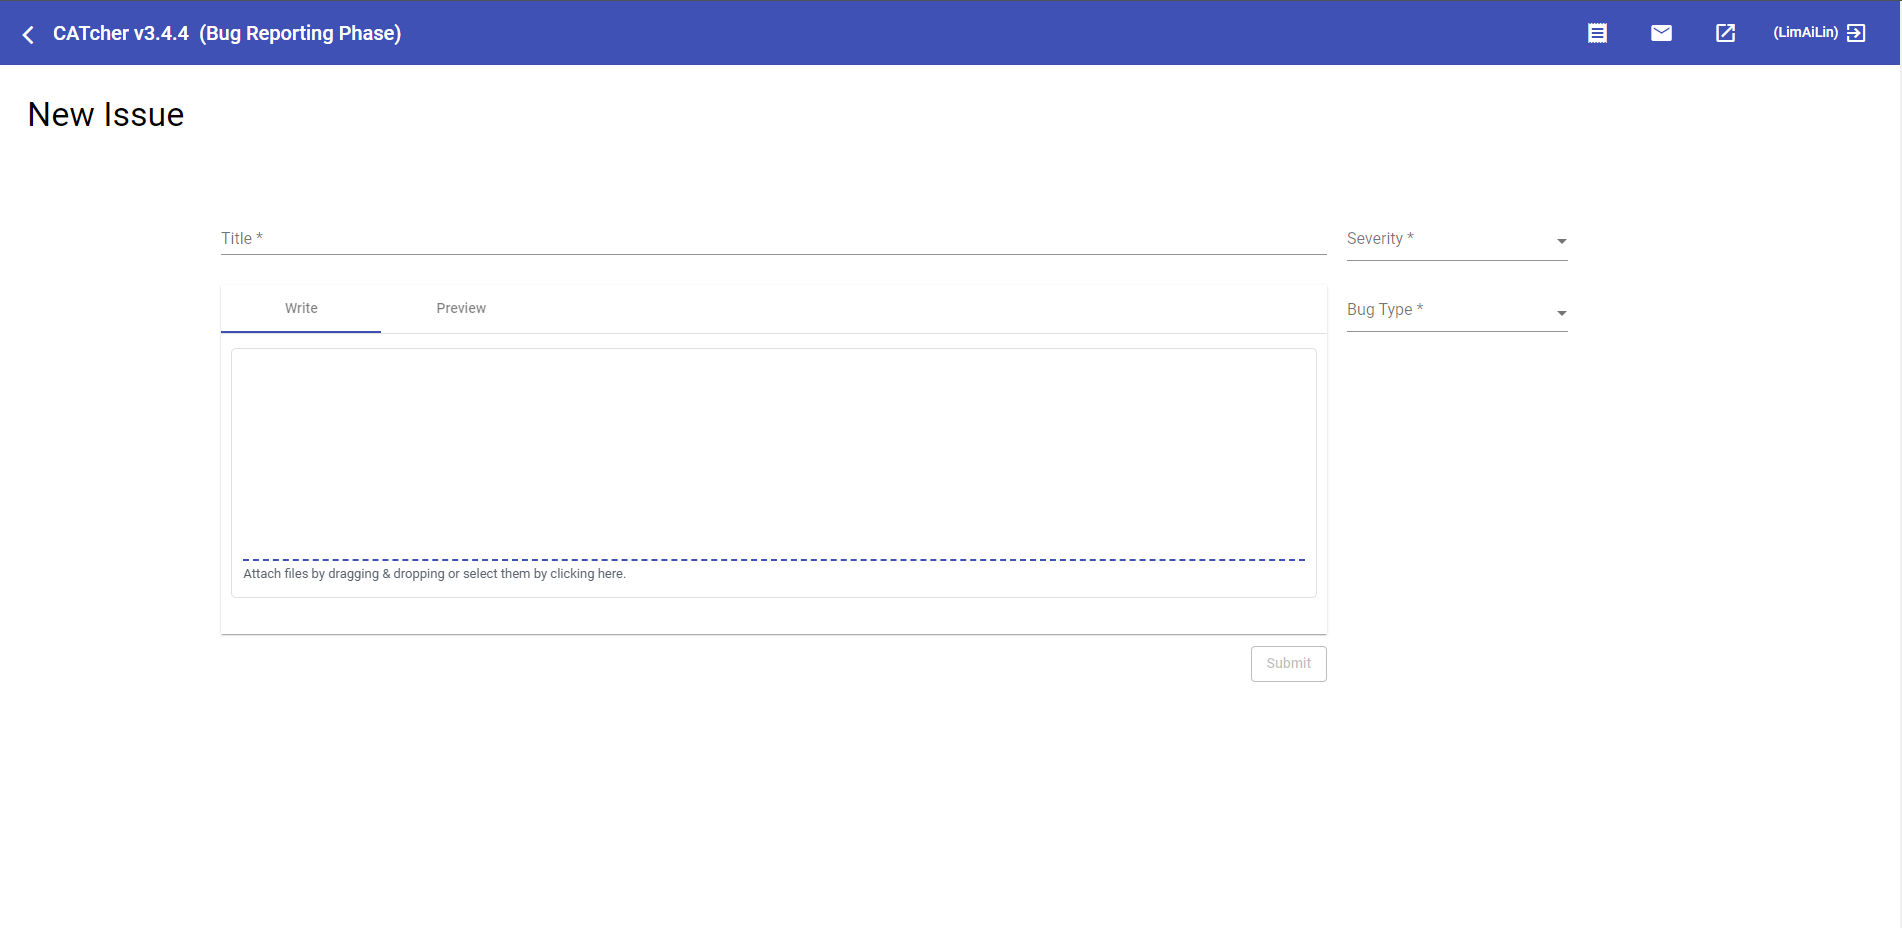 CATcher v3.4.4 (Bug Reporting Phase)
(LimAiLin)
New Issue
Title *
Severity *
Write
Preview
Bug Type *
Attach files by dragging & dropping or select them by clicking here.
Submit